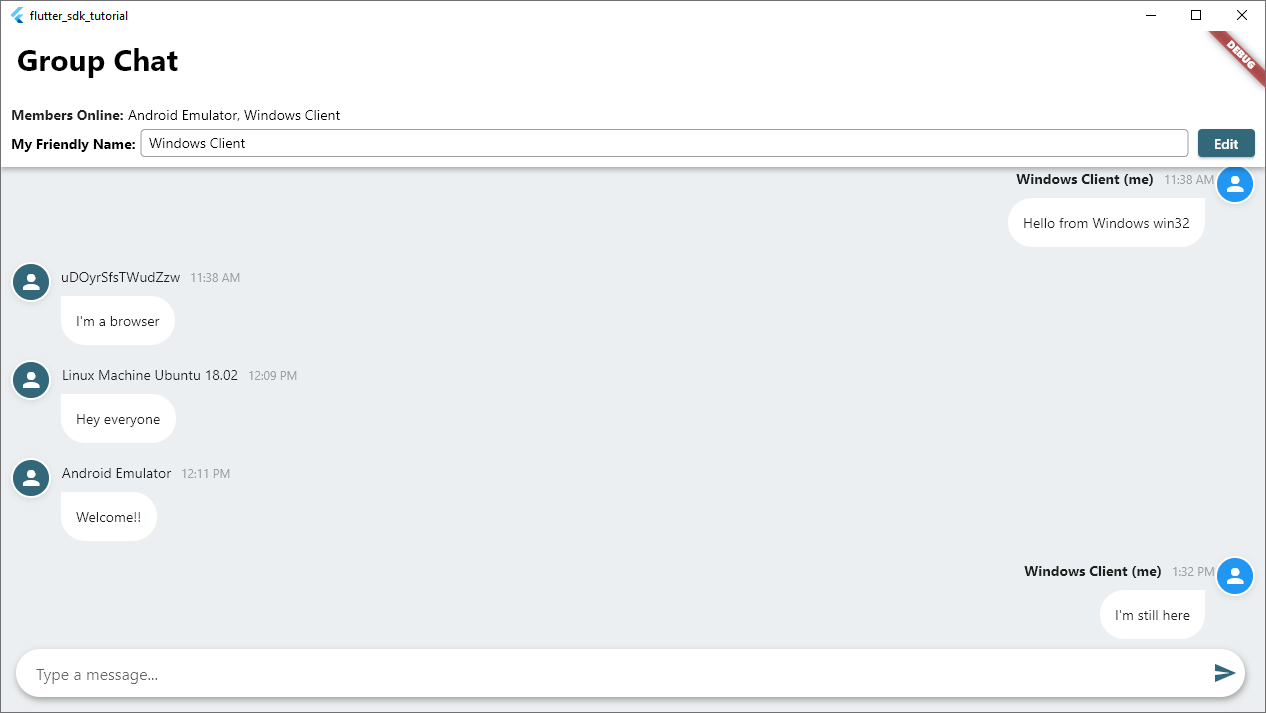 flutter_sdk_tutorial
Group Chat
DEBUG
Members Online: Android Emulator, Windows Client
My Friendly Name: Windows Client Edit
Windows Client (me) 11:38 AM
Hello from Windows win32
uDOyrSfsTWudZzw 11:38 AM
I'm a browser
Linux Machine Ubuntu 18.02 12:09 PM
Hey everyone
Android Emulator 12:11 PM
Welcome!!
Windows Client (me) 1:32 PM
I'm still here
Type a message...